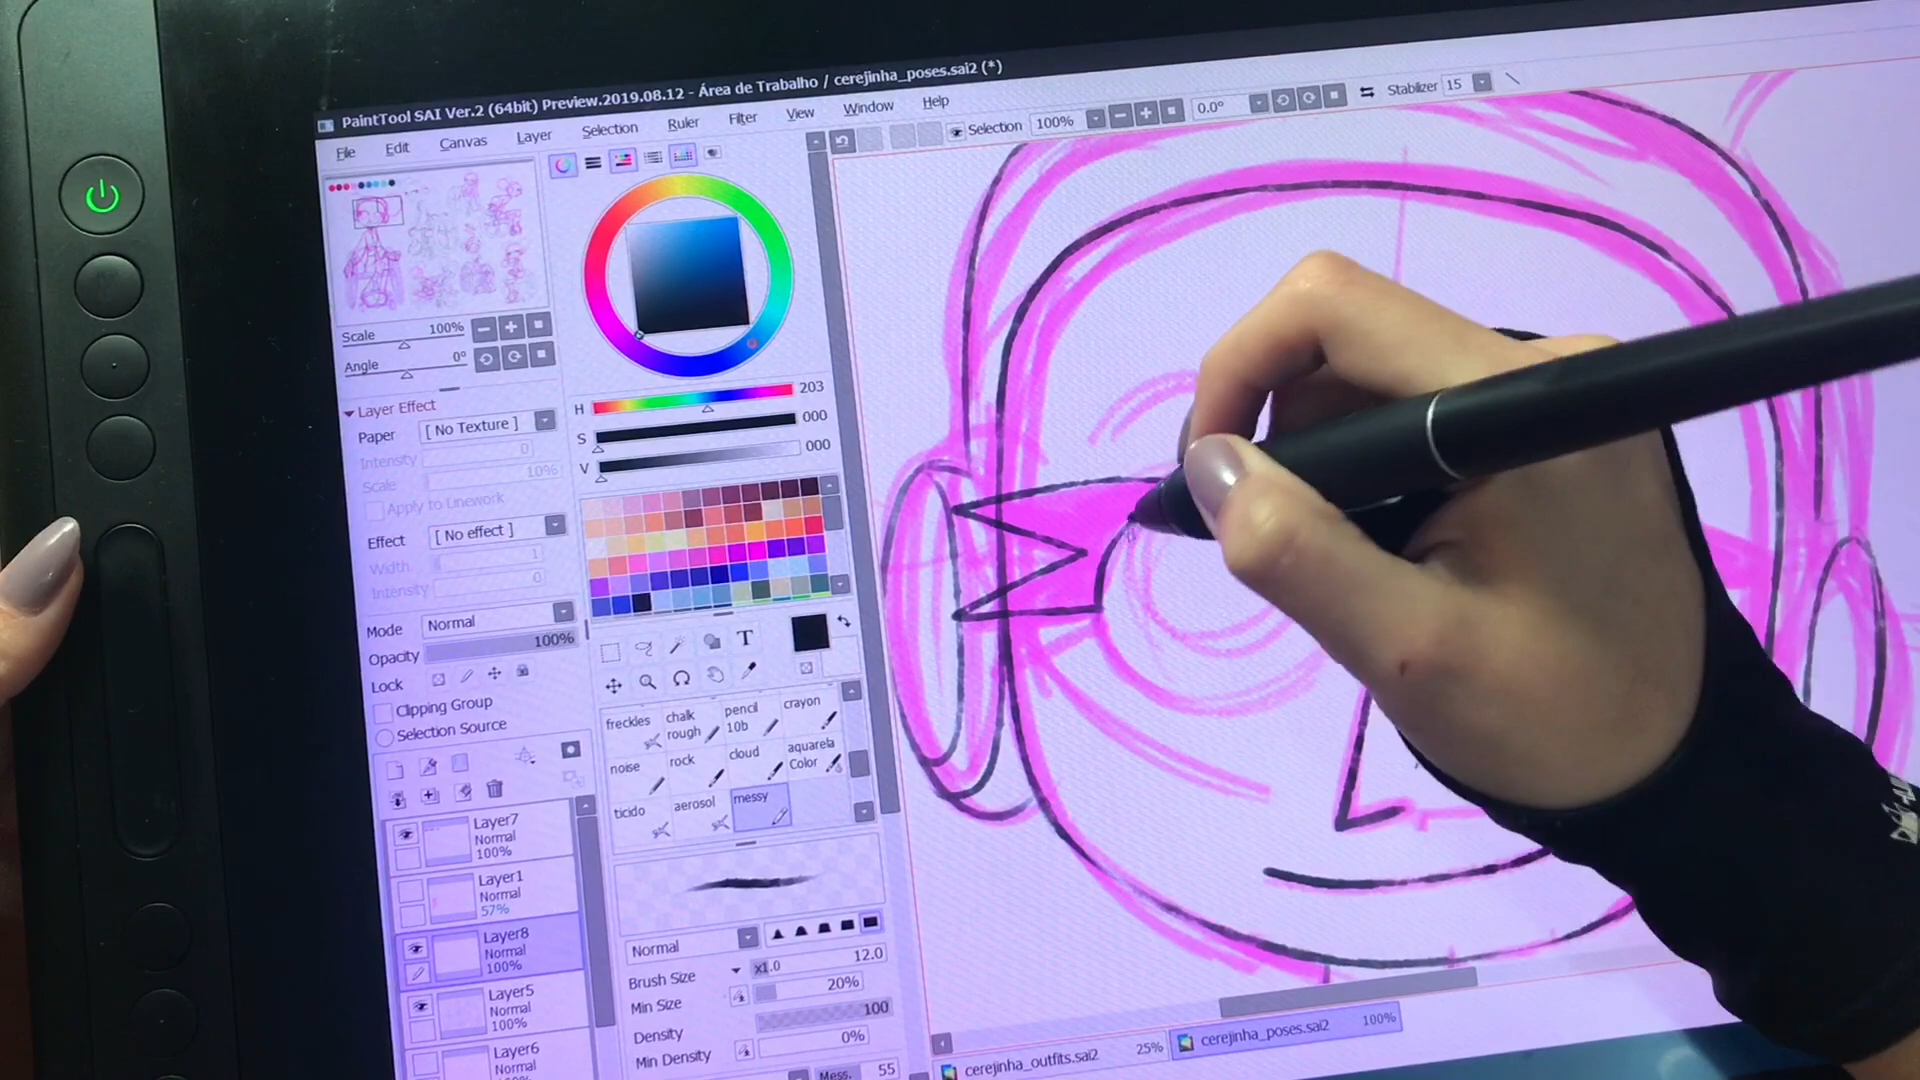 PaintTool SAI Ver.2 (64bit) Preview.2019.08.12 - Área de Trabalho / cerejinha_poses.sai2 (*)
File Edit Canvas Layer Selection Ruler Filter View Window Help
Selection 100% 0.0° Stabilizer 15
Scale 100%
Angle 0°
Layer Effect
Paper [ No Texture ]
Intensity 0
Scale 10%
Apply to Linework
Effect [ No effect ]
Width 1
Intensity 0
Mode Normal
Opacity 100%
Lock
Clipping Group
Selection Source
Layer7
Normal
100%
Layer1
Normal
57%
Layer8
Normal
100%
Layer5
Normal
100%
Layer6
H 203
S 000
V 000
T
freckles
chalk
rough
pencil
10b
crayon
noise
rock
cloud
aquarela
Color
ticido
aerosol
messy
Normal
Brush Size x1.0 12.0
Min Size 20%
Density 100
Min Density 0%
Mess. 55
cerejinha_outfits.sai2 25%
cerejinha_poses.sai2 100%